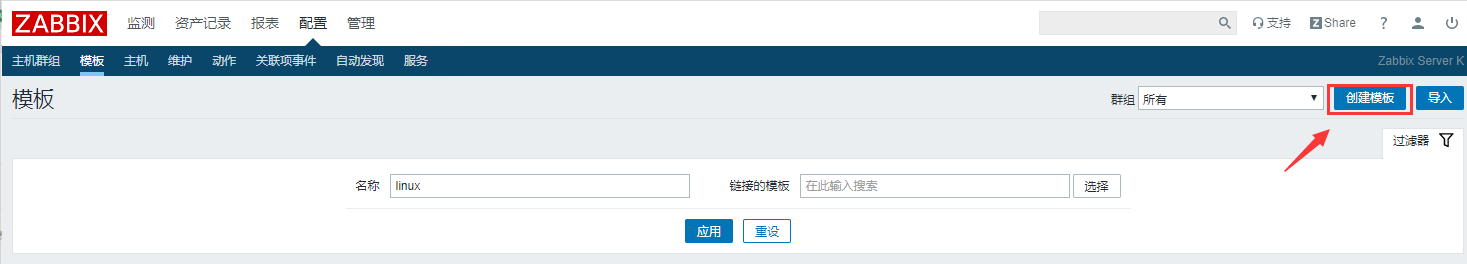 ZABBIX 监测 资产记录 报表 配置 管理 支持 Z Share ?
主机群组 模板 主机 维护 动作 关联项事件 自动发现 服务 Zabbix Server K
模板 群组 所有 创建模板 导入
过滤器
名称 linux 链接的模板 在此输入搜索 选择
应用 重设